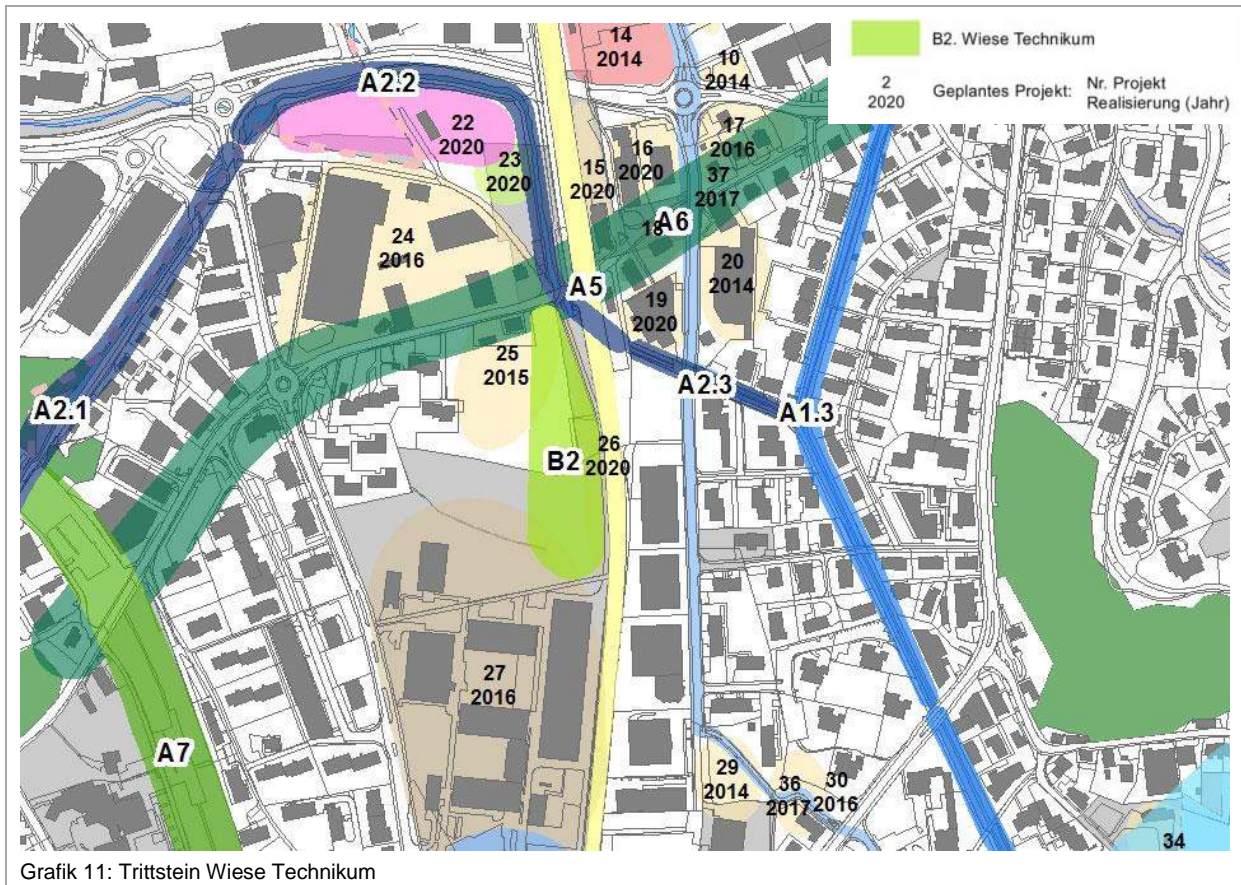 B2. Wiese Technikum
2
2020
Geplantes Projekt:
Nr. Projekt
Realisierung (Jahr)
14
2014
10
2014
A2.2
22
2020
23
2020
15
2020
16
2020
17
2016
37
2017
18
A6
24
2016
20
2014
A5
19
2020
25
2015
A2.3
A1.3
A2.1
B2
26
2020
27
2016
A7
29
2014
36
2017
30
2016
34
Grafik 11: Trittstein Wiese Technikum